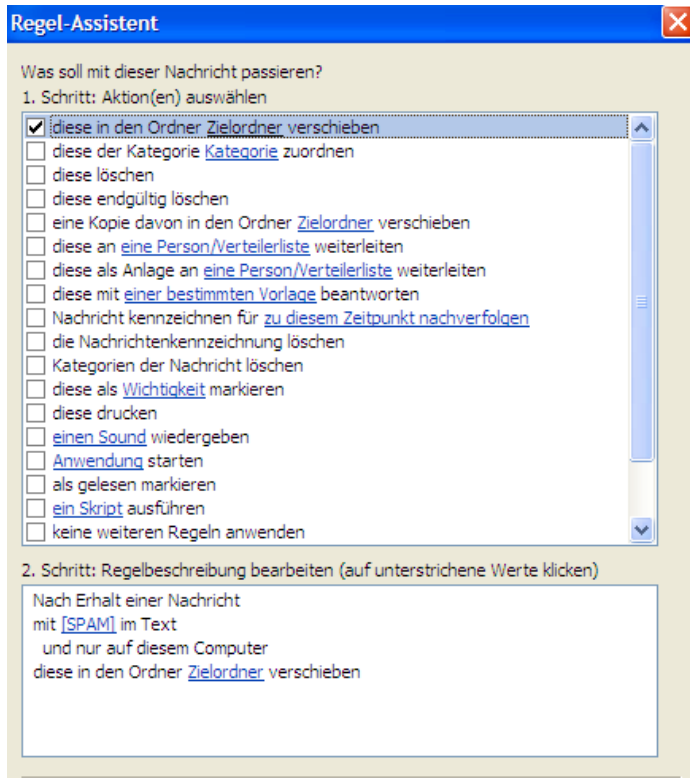 Regel-Assistent
Was soll mit dieser Nachricht passieren?
1. Schritt: Aktion(en) auswählen
diese in den Ordner Zielordner verschieben
diese der Kategorie Kategorie zuordnen
diese löschen
diese endgültig löschen
eine Kopie davon in den Ordner Zielordner verschieben
diese an eine Person/Verteilerliste weiterleiten
diese als Anlage an eine Person/Verteilerliste weiterleiten
diese mit einer bestimmten Vorlage beantworten
Nachricht kennzeichnen für zu diesem Zeitpunkt nachverfolgen
die Nachrichtenkennzeichnung löschen
Kategorien der Nachricht löschen
diese als Wichtigkeit markieren
diese drucken
einen Sound wiedergeben
Anwendung starten
als gelesen markieren
ein Skript ausführen
keine weiteren Regeln anwenden
2. Schritt: Regelbeschreibung bearbeiten (auf unterstrichene Werte klicken)
Nach Erhalt einer Nachricht
mit [SPAM] im Text
und nur auf diesem Computer
diese in den Ordner Zielordner verschieben